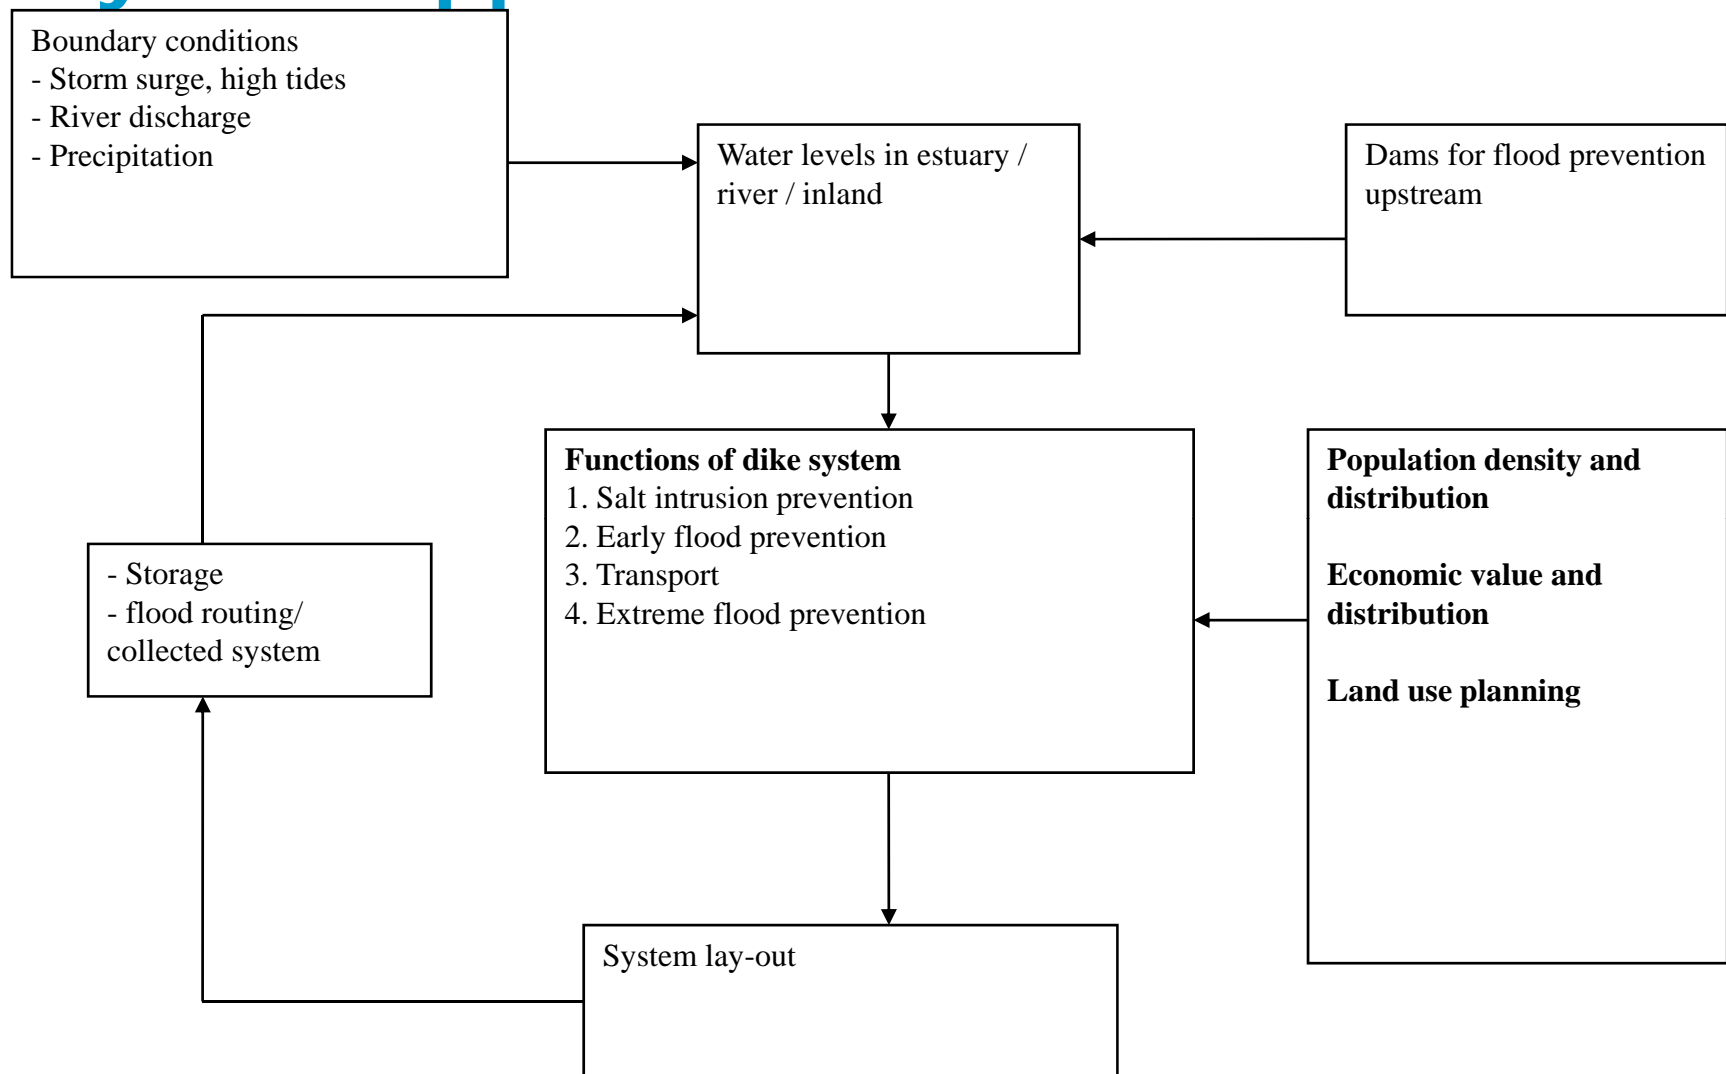 Boundary conditions
- Storm surge, high tides
- River discharge
- Precipitation
Water levels in estuary /
river / inland
Dams for flood prevention
upstream
Functions of dike system
1. Salt intrusion prevention
2. Early flood prevention
3. Transport
4. Extreme flood prevention
Population density and
distribution
Economic value and
distribution
Land use planning
- Storage
- flood routing/
collected system
System lay-out